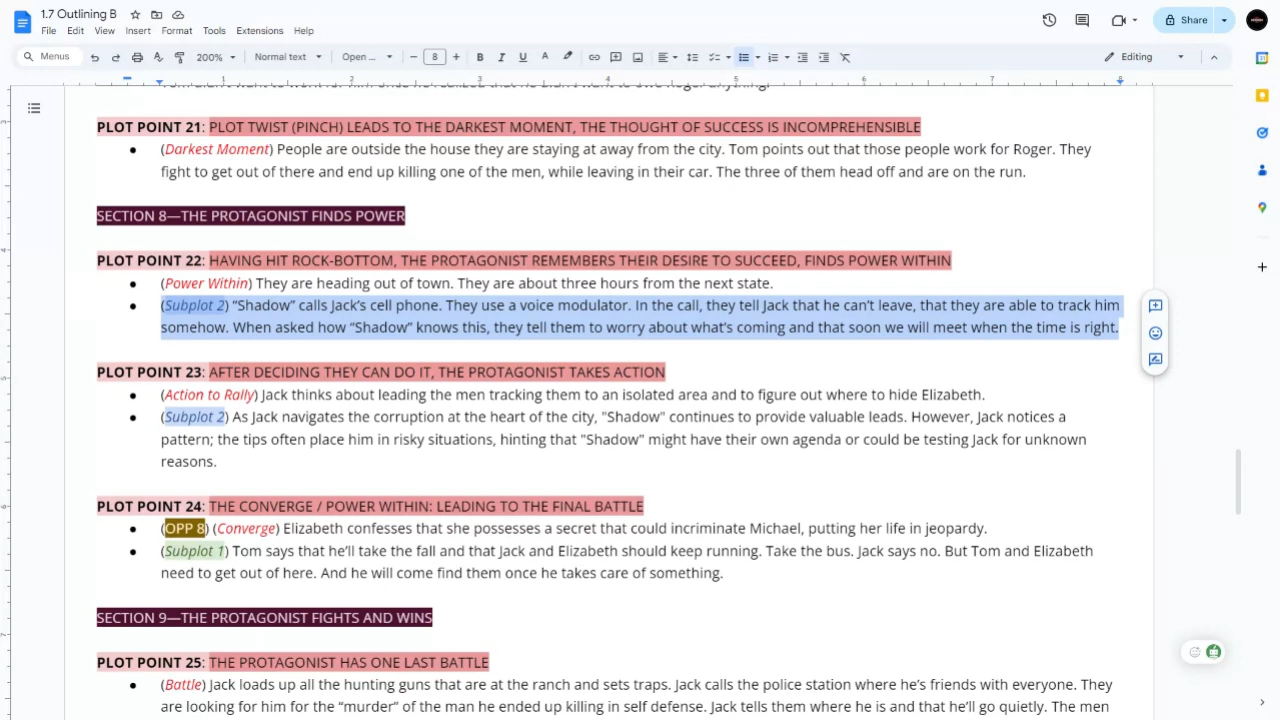 1.7 Outlining B
File Edit View Insert Format Tools Extensions Help
Share
Menus
200%
Normal text
Open ...
8
Editing
1 2 3 4 5 6 7 8
PLOT POINT 21: PLOT TWIST (PINCH) LEADS TO THE DARKEST MOMENT, THE THOUGHT OF SUCCESS IS INCOMPREHENSIBLE
● (Darkest Moment) People are outside the house they are staying at away from the city. Tom points out that those people work for Roger. They
fight to get out of there and end up killing one of the men, while leaving in their car. The three of them head off and are on the run.
SECTION 8—THE PROTAGONIST FINDS POWER
PLOT POINT 22: HAVING HIT ROCK-BOTTOM, THE PROTAGONIST REMEMBERS THEIR DESIRE TO SUCCEED, FINDS POWER WITHIN
● (Power Within) They are heading out of town. They are about three hours from the next state.
● (Subplot 2) “Shadow” calls Jack’s cell phone. They use a voice modulator. In the call, they tell Jack that he can’t leave, that they are able to track him
somehow. When asked how “Shadow” knows this, they tell them to worry about what’s coming and that soon we will meet when the time is right.
PLOT POINT 23: AFTER DECIDING THEY CAN DO IT, THE PROTAGONIST TAKES ACTION
● (Action to Rally) Jack thinks about leading the men tracking them to an isolated area and to figure out where to hide Elizabeth.
● (Subplot 2) As Jack navigates the corruption at the heart of the city, "Shadow" continues to provide valuable leads. However, Jack notices a
pattern; the tips often place him in risky situations, hinting that "Shadow" might have their own agenda or could be testing Jack for unknown
reasons.
PLOT POINT 24: THE CONVERGE / POWER WITHIN: LEADING TO THE FINAL BATTLE
● (OPP 8) (Converge) Elizabeth confesses that she possesses a secret that could incriminate Michael, putting her life in jeopardy.
● (Subplot 1) Tom says that he’ll take the fall and that Jack and Elizabeth should keep running. Take the bus. Jack says no. But Tom and Elizabeth
need to get out of here. And he will come find them once he takes care of something.
SECTION 9—THE PROTAGONIST FIGHTS AND WINS
PLOT POINT 25: THE PROTAGONIST HAS ONE LAST BATTLE
● (Battle) Jack loads up all the hunting guns that are at the ranch and sets traps. Jack calls the police station where he’s friends with everyone. They
are looking for him for the “murder” of the man he ended up killing in self defense. Jack tells them where he is and that he’ll go quietly. The men